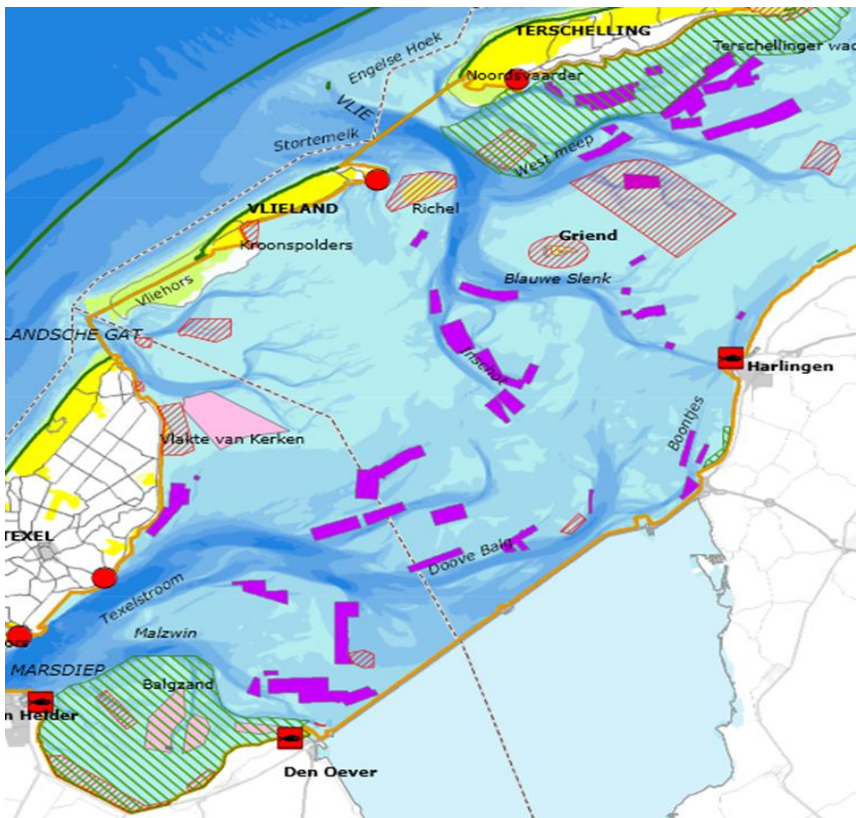 TERSCHELLING
Engelse Hoek
Terschellinger wad
Noordsvaarder
VLIE
Stortemelk
West meep
VLIELAND
Richel
Griend
Kroonspolders
Blauwe Slenk
Vliehors
LANDSCHE GAT
Inschot
Harlingen
Boontjes
Vlakte van Kerken
TEXEL
Doove Balg
Texelstroom
Malzwin
MARSDIEP
Balgzand
n Helder
Den Oever